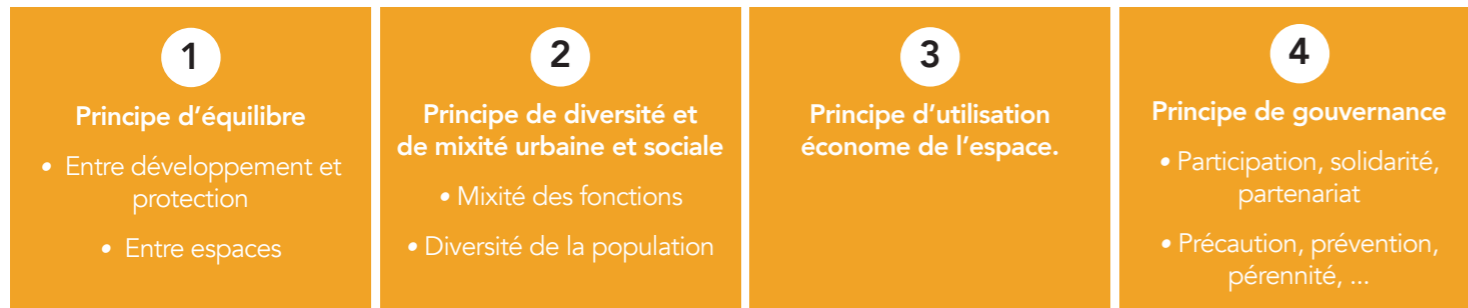 1
Principe d’équilibre
• Entre développement et
protection
• Entre espaces
2
Principe de diversité et
de mixité urbaine et sociale
• Mixité des fonctions
• Diversité de la population
3
Principe d’utilisation
économe de l’espace.
4
Principe de gouvernance
• Participation, solidarité,
partenariat
• Précaution, prévention,
pérennité, ...